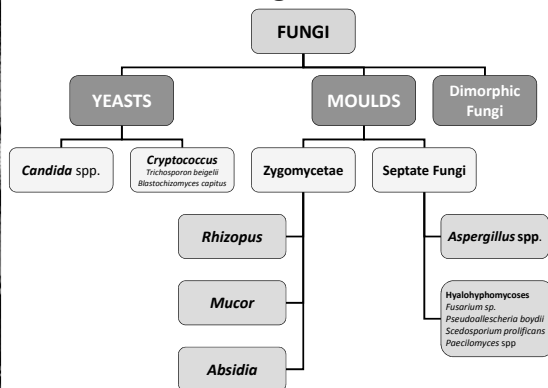 FUNGI
YEASTS
MOULDS
Dimorphic
Fungi
Candida spp.
Cryptococcus
Trichosporon beigelii
Blastochizomyces capitus
Zygomycetae
Septate Fungi
Rhizopus
Mucor
Absidia
Aspergillus spp.
Hyalohyphomycoses
Fusarium sp.
Pseudoallescheria boydii
Scedosporium prolificans
Paecilomyces spp